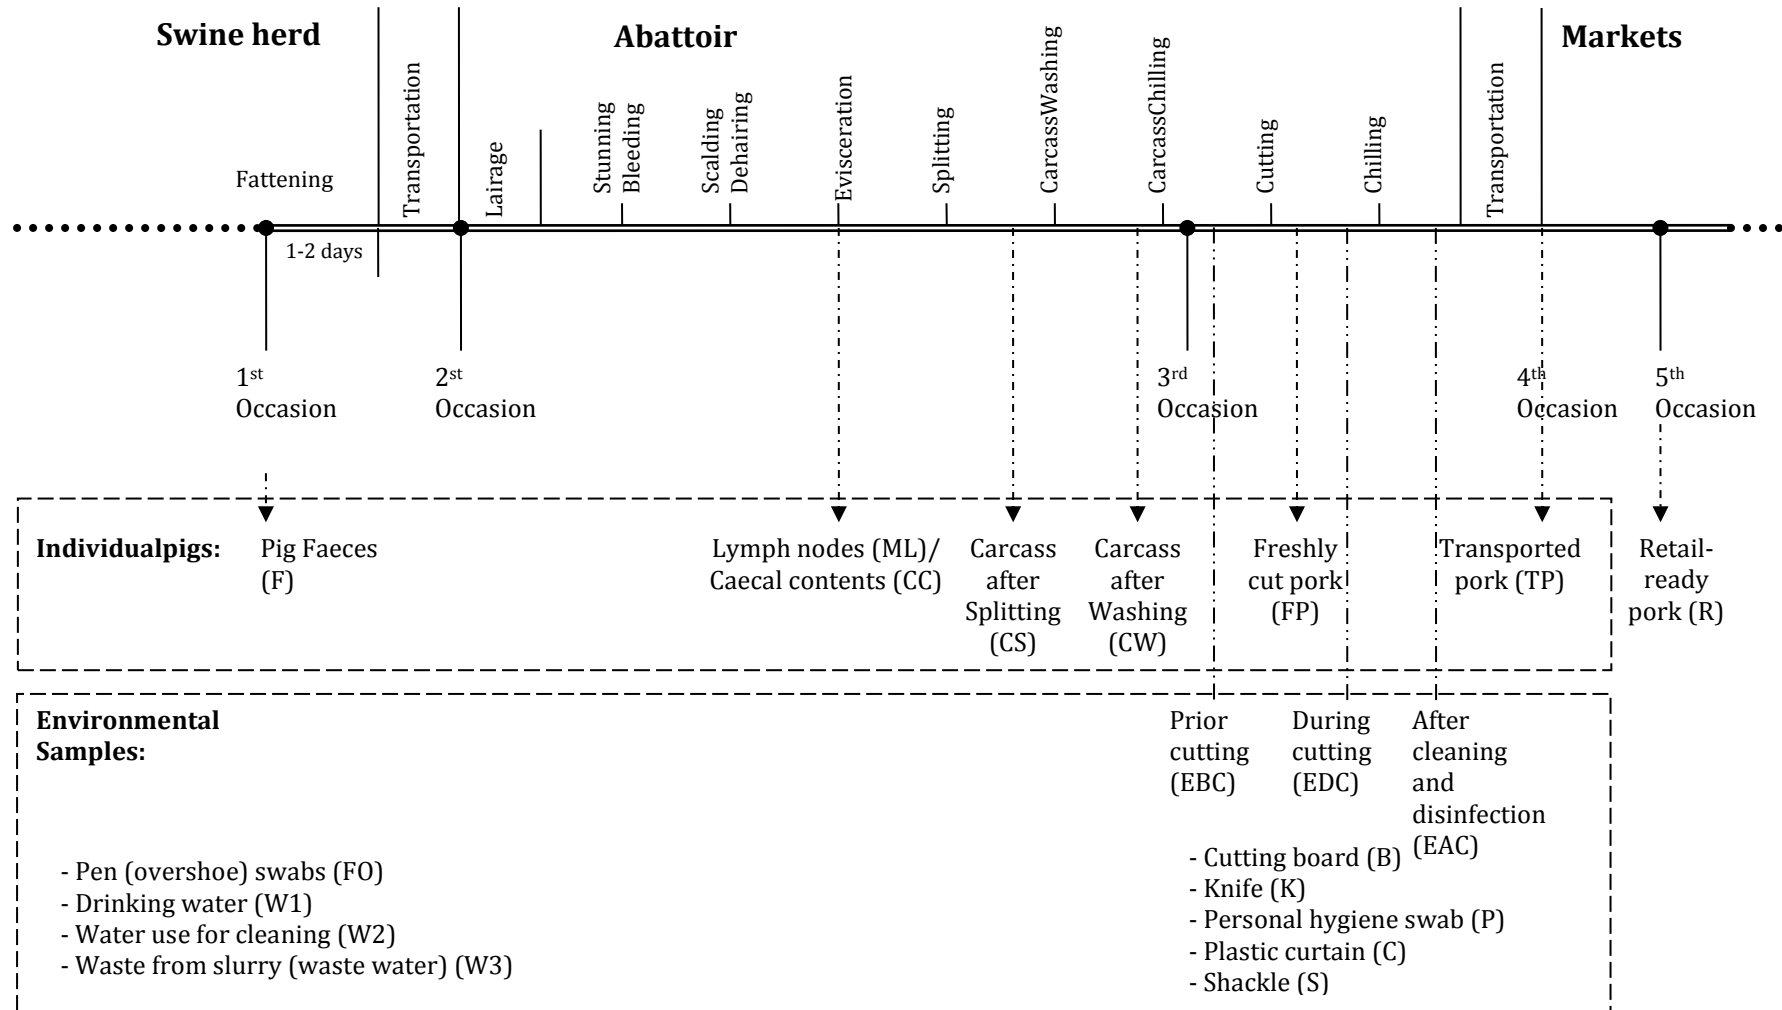 Swine herd
Abattoir
Markets
Fattening
Transportation
Lairage
Stunning
Bleeding
Scalding
Dehairing
Evisceration
Splitting
CarcassWashing
CarcassChilling
Cutting
Chilling
Transportation
1-2 days
1st
Occasion
2st
Occasion
3rd
Occasion
4th
Occasion
5th
Occasion
Individualpigs:
Pig Faeces
(F)
Lymph nodes (ML)/
Caecal contents (CC)
Carcass
after
Splitting
(CS)
Carcass
after
Washing
(CW)
Freshly
cut pork
(FP)
Transported
pork (TP)
Retail-
ready
pork (R)
Environmental
Samples:
Prior
cutting
(EBC)
During
cutting
(EDC)
After
cleaning
and
disinfection
(EAC)
- Pen (overshoe) swabs (FO)
- Drinking water (W1)
- Water use for cleaning (W2)
- Waste from slurry (waste water) (W3)
- Cutting board (B)
- Knife (K)
- Personal hygiene swab (P)
- Plastic curtain (C)
- Shackle (S)